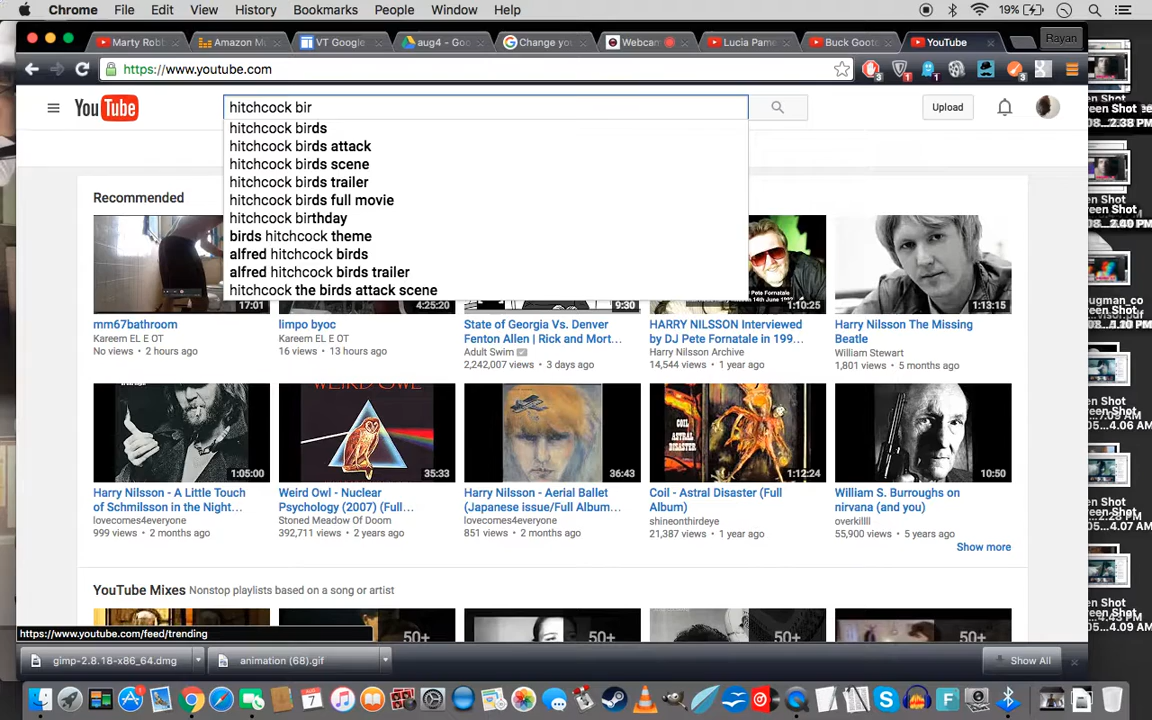 Chrome File Edit View History Bookmarks People Window Help 19%
Marty Robb Amazon M VT Google aug4 - Goo Change you Webcam Lucia Pame Buck Goot YouTube Rayan
https://www.youtube.com
YouTube hitchcock bir Upload
hitchcock birds
hitchcock birds attack
hitchcock birds scene
hitchcock birds trailer
hitchcock birds full movie
hitchcock birthday
birds hitchcock theme
alfred hitchcock birds
alfred hitchcock birds trailer
hitchcock the birds attack scene
Recommended
17:01 4:25:20 9:30 1:10:25 1:13:15
mm67bathroom
Kareem EL E OT
No views • 2 hours ago
limpo byoc
Kareem EL E OT
16 views • 13 hours ago
State of Georgia Vs. Denver
Fenton Allen | Rick and Mort...
Adult Swim
2,242,007 views • 3 days ago
HARRY NILSSON Interviewed
by DJ Pete Fornatale in 199...
Harry Nilsson Archive
14,544 views • 1 year ago
Harry Nilsson The Missing
Beatle
William Stewart
1,801 views • 5 months ago
1:05:00 35:33 36:43 1:12:24 10:50
WEIRD OWL
COIL
ASTRAL
DISASTER
Harry Nilsson - A Little Touch
of Schmilsson in the Night...
lovecomes4everyone
999 views • 2 months ago
Weird Owl - Nuclear
Psychology (2007) (Full...
Stoned Meadow Of Doom
392,711 views • 2 years ago
Harry Nilsson - Aerial Ballet
(Japanese issue/Full Album...
lovecomes4everyone
851 views • 2 months ago
Coil - Astral Disaster (Full
Album)
shineonthirdeye
21,387 views • 1 year ago
William S. Burroughs on
nirvana (and you)
overkillll
55,900 views • 5 years ago
Show more
YouTube Mixes Nonstop playlists based on a song or artist
50+ 50+ 50+
https://www.youtube.com/feed/trending
gimp-2.8.18-x86_64.dmg animation (68).gif Show All